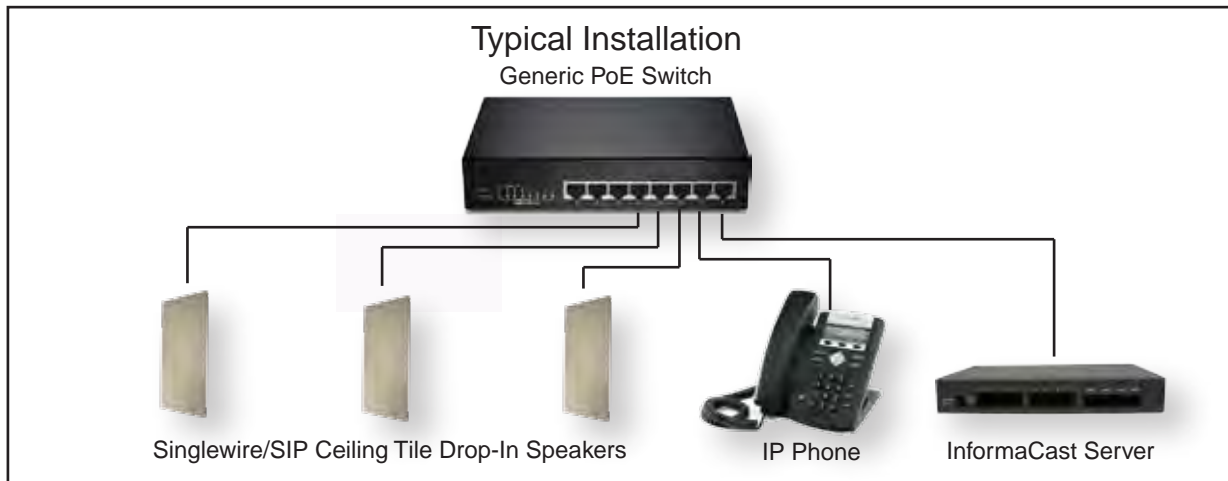 Typical Installation
Generic PoE Switch
Singlewire/SIP Ceiling Tile Drop-In Speakers
IP Phone
InformaCast Server